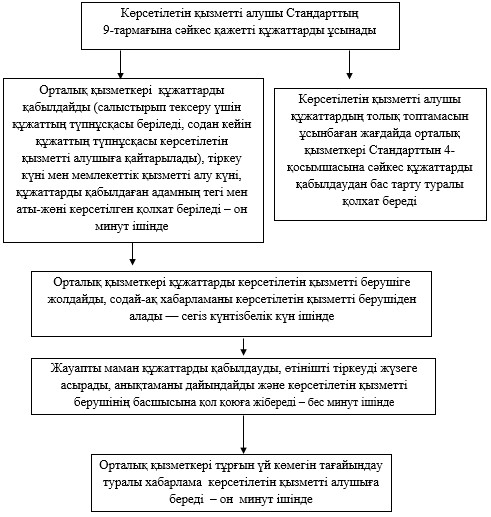 Көрсетілетін қызметті алушы Стандарттың
9-тармағына сәйкес қажетті құжаттарды ұсынады
Орталық қызметкері құжаттарды
қабылдайды (салыстырып тексеру үшін
құжаттың түпнұсқасы беріледі, содан кейін
құжаттың түпнұсқасы көрсетілетін
қызметті алушыға қайтарылады), тіркеу
күні мен мемлекеттік қызметті алу күні,
құжаттарды қабылдаған адамның тегі мен
аты-жөні көрсетілген қолхат беріледі – он
минут ішінде
Көрсетілетін қызметті алушы
құжаттардың толық топтамасын
ұсынбаған жағдайда орталық
қызметкері Стандарттың 4-
қосымшасына сәйкес құжаттарды
қабылдаудан бас тарту туралы
қолхат береді
Орталық қызметкері құжаттарды көрсетілетін қызметті берушіге
жолдайды, сондай-ақ хабарламаны көрсетілетін қызметті берушіден
алады — сегіз күнтізбелік күн ішінде
Жауапты маман құжаттарды қабылдауды, өтінішті тіркеуді жүзеге
асырады, анықтаманы дайындайды және көрсетілетін қызметті
берушінің басшысына қол қоюға жібереді – бес минут ішінде
Орталық қызметкері тұрғын үй көмегін тағайындау
туралы хабарлама көрсетілетін қызметті алушыға
береді – он минут ішінде